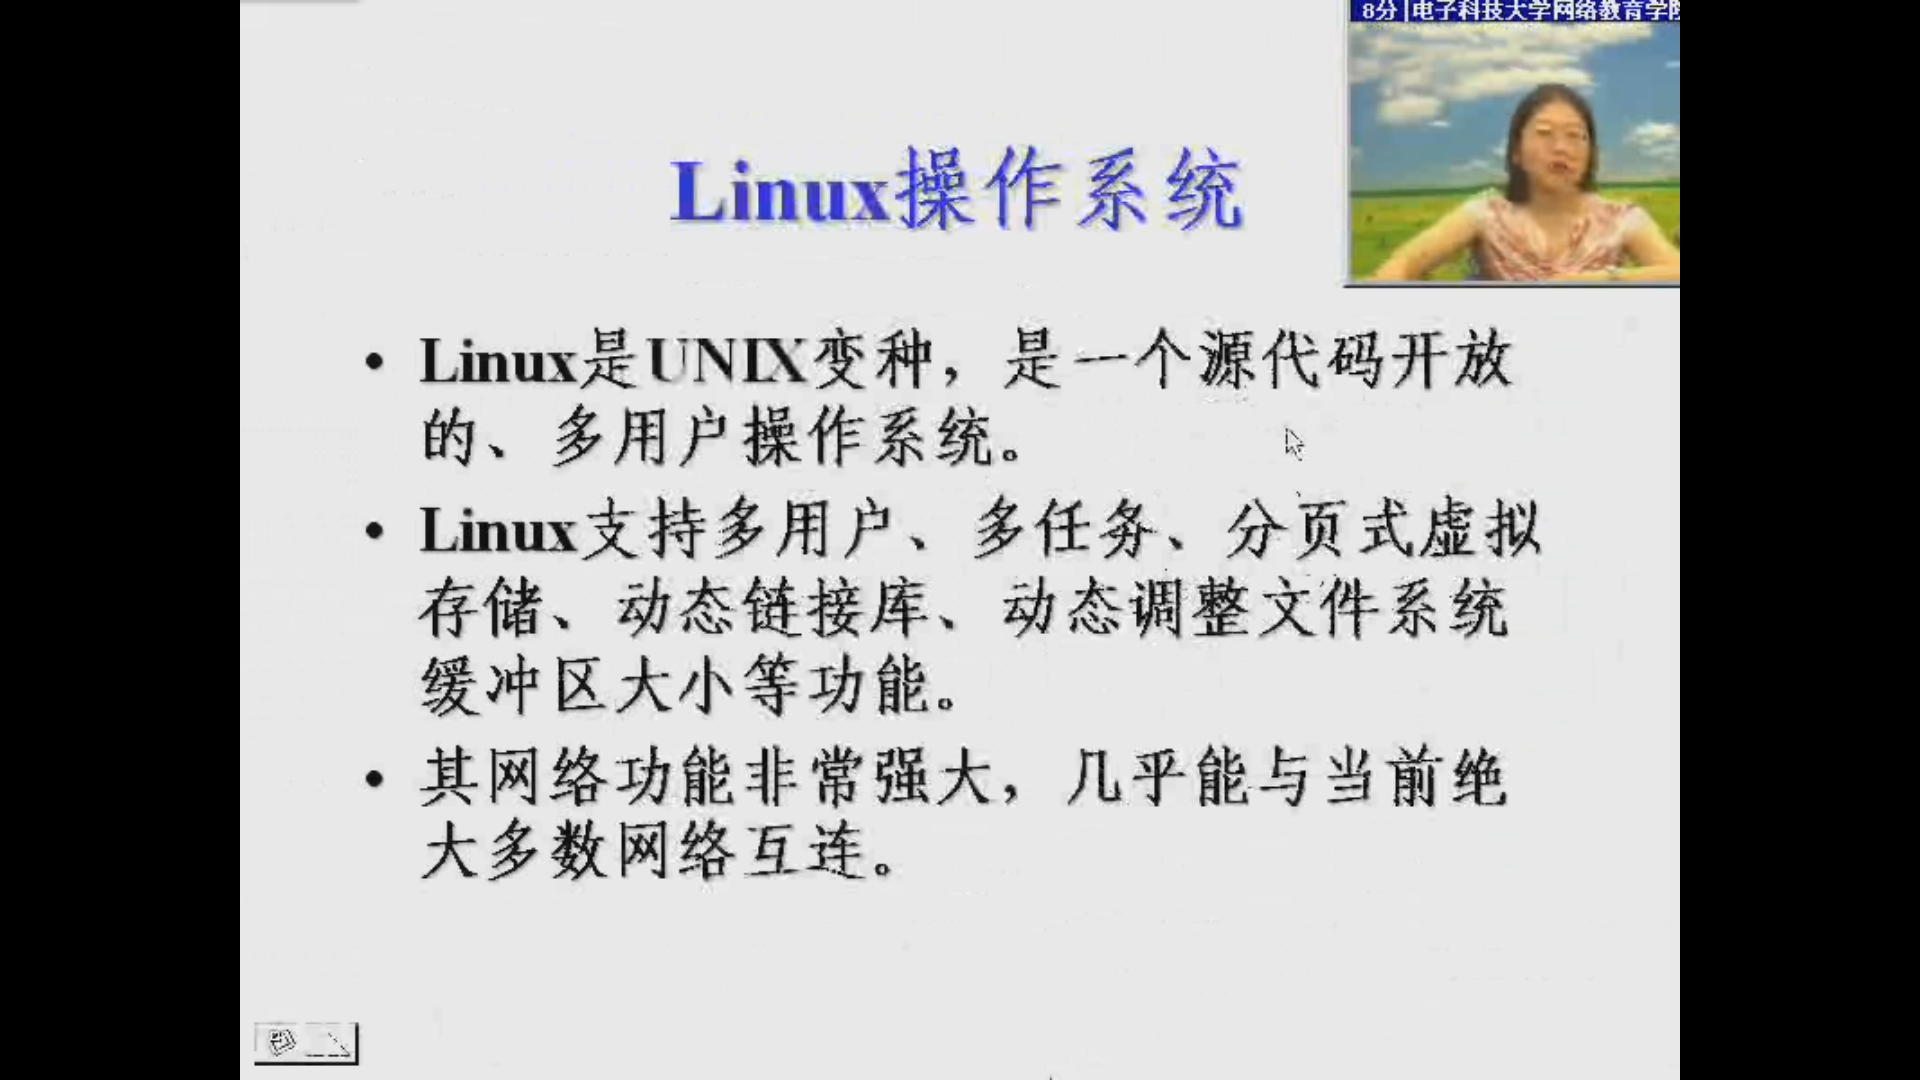 8分|电子科技大学网络教育学院
Linux操作系统
• Linux是UNIX变种，是一个源代码开放
的、多用户操作系统。
• Linux支持多用户、多任务、分页式虚拟
存储、动态链接库、动态调整文件系统
缓冲区大小等功能。
• 其网络功能非常强大，几乎能与当前绝
大多数网络互连。